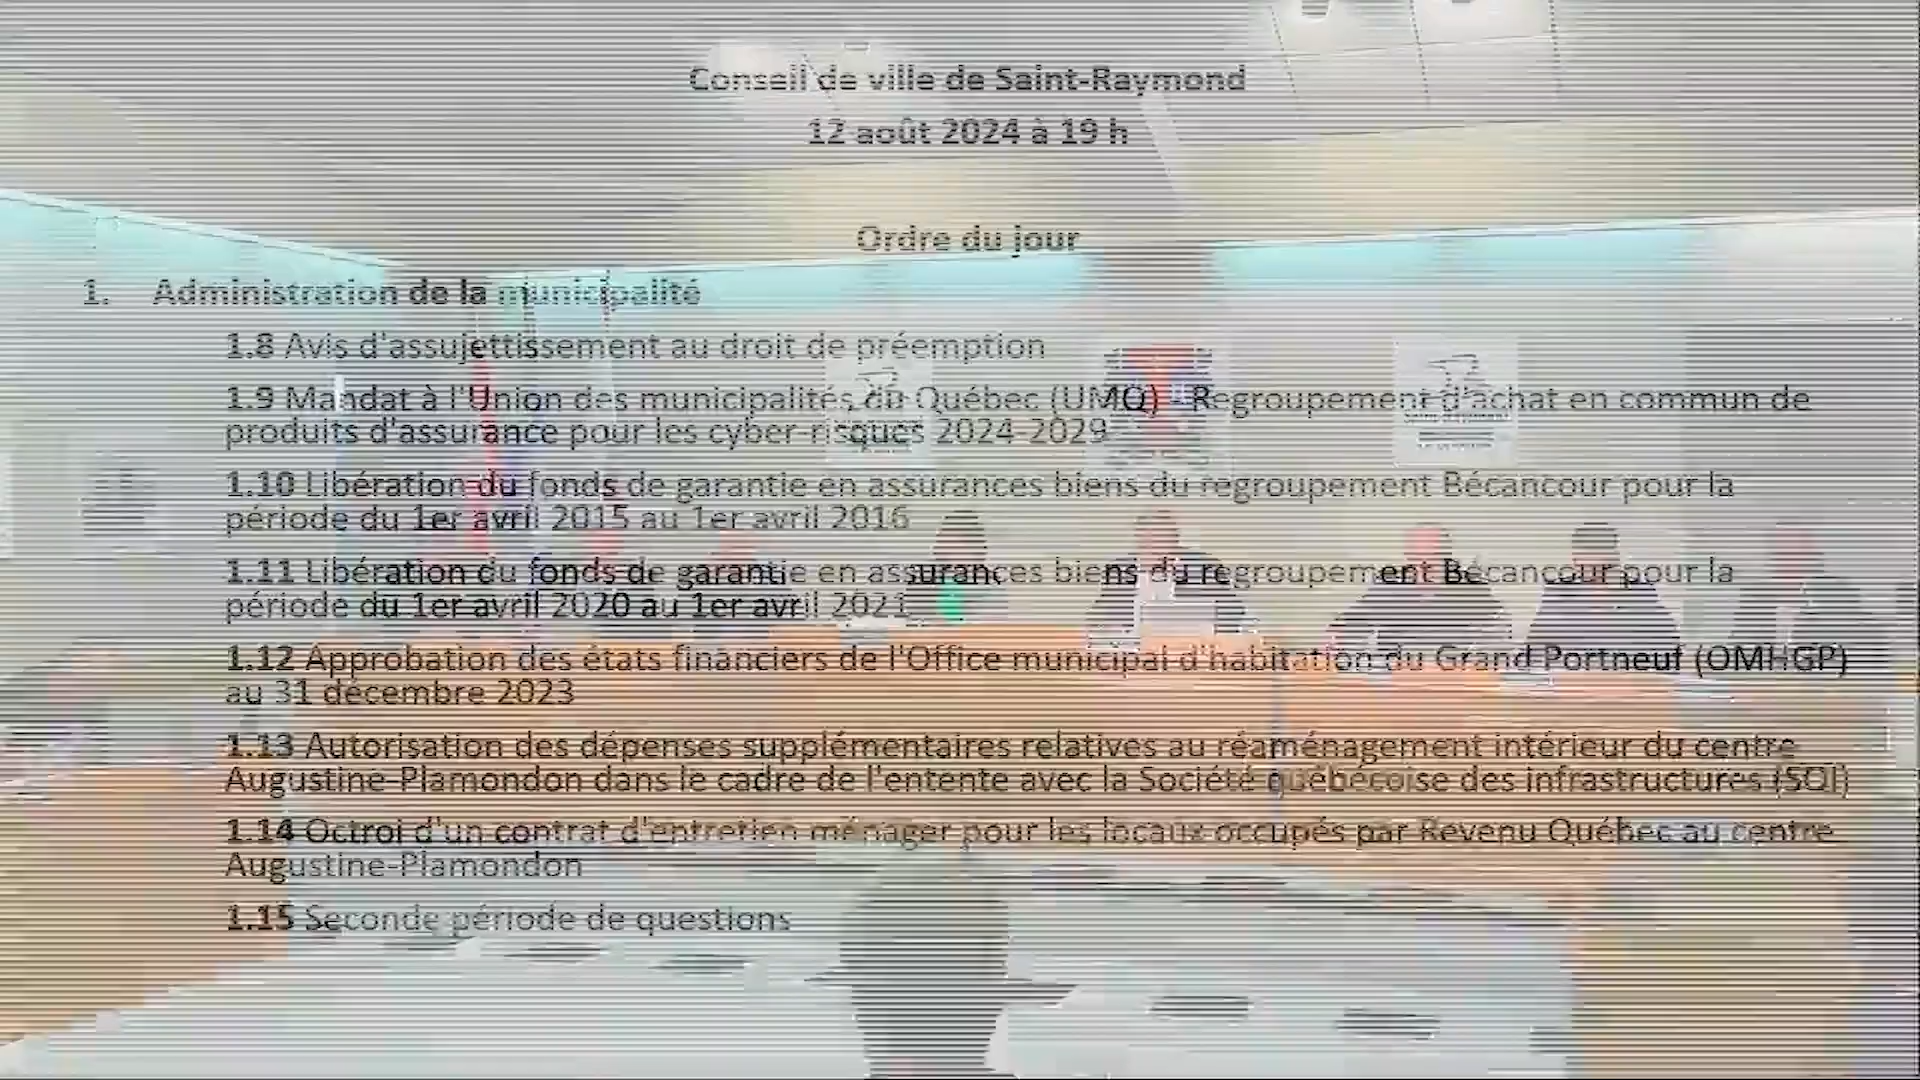 Conseil de ville de Saint-Raymond
12 août 2024 à 19 h
Ordre du jour
1. Administration de la municipalité
1.8 Avis d'assujettissement au droit de préemption
1.9 Mandat à l'Union des municipalités du Québec (UMQ) - Regroupement d'achat en commun de
produits d'assurance pour les cyber-risques 2024-2029
1.10 Libération du fonds de garantie en assurances biens du regroupement Bécancour pour la
période du 1er avril 2015 au 1er avril 2016
1.11 Libération du fonds de garantie en assurances biens du regroupement Bécancour pour la
période du 1er avril 2020 au 1er avril 2021
1.12 Approbation des états financiers de l'Office municipal d'habitation du Grand Portneuf (OMHGP)
au 31 décembre 2023
1.13 Autorisation des dépenses supplémentaires relatives au réaménagement intérieur du centre
Augustine-Plamondon dans le cadre de l'entente avec la Société québécoise des infrastructures (SQI)
1.14 Octroi d'un contrat d'entretien ménager pour les locaux occupés par Revenu Québec au centre
Augustine-Plamondon
1.15 Seconde période de questions